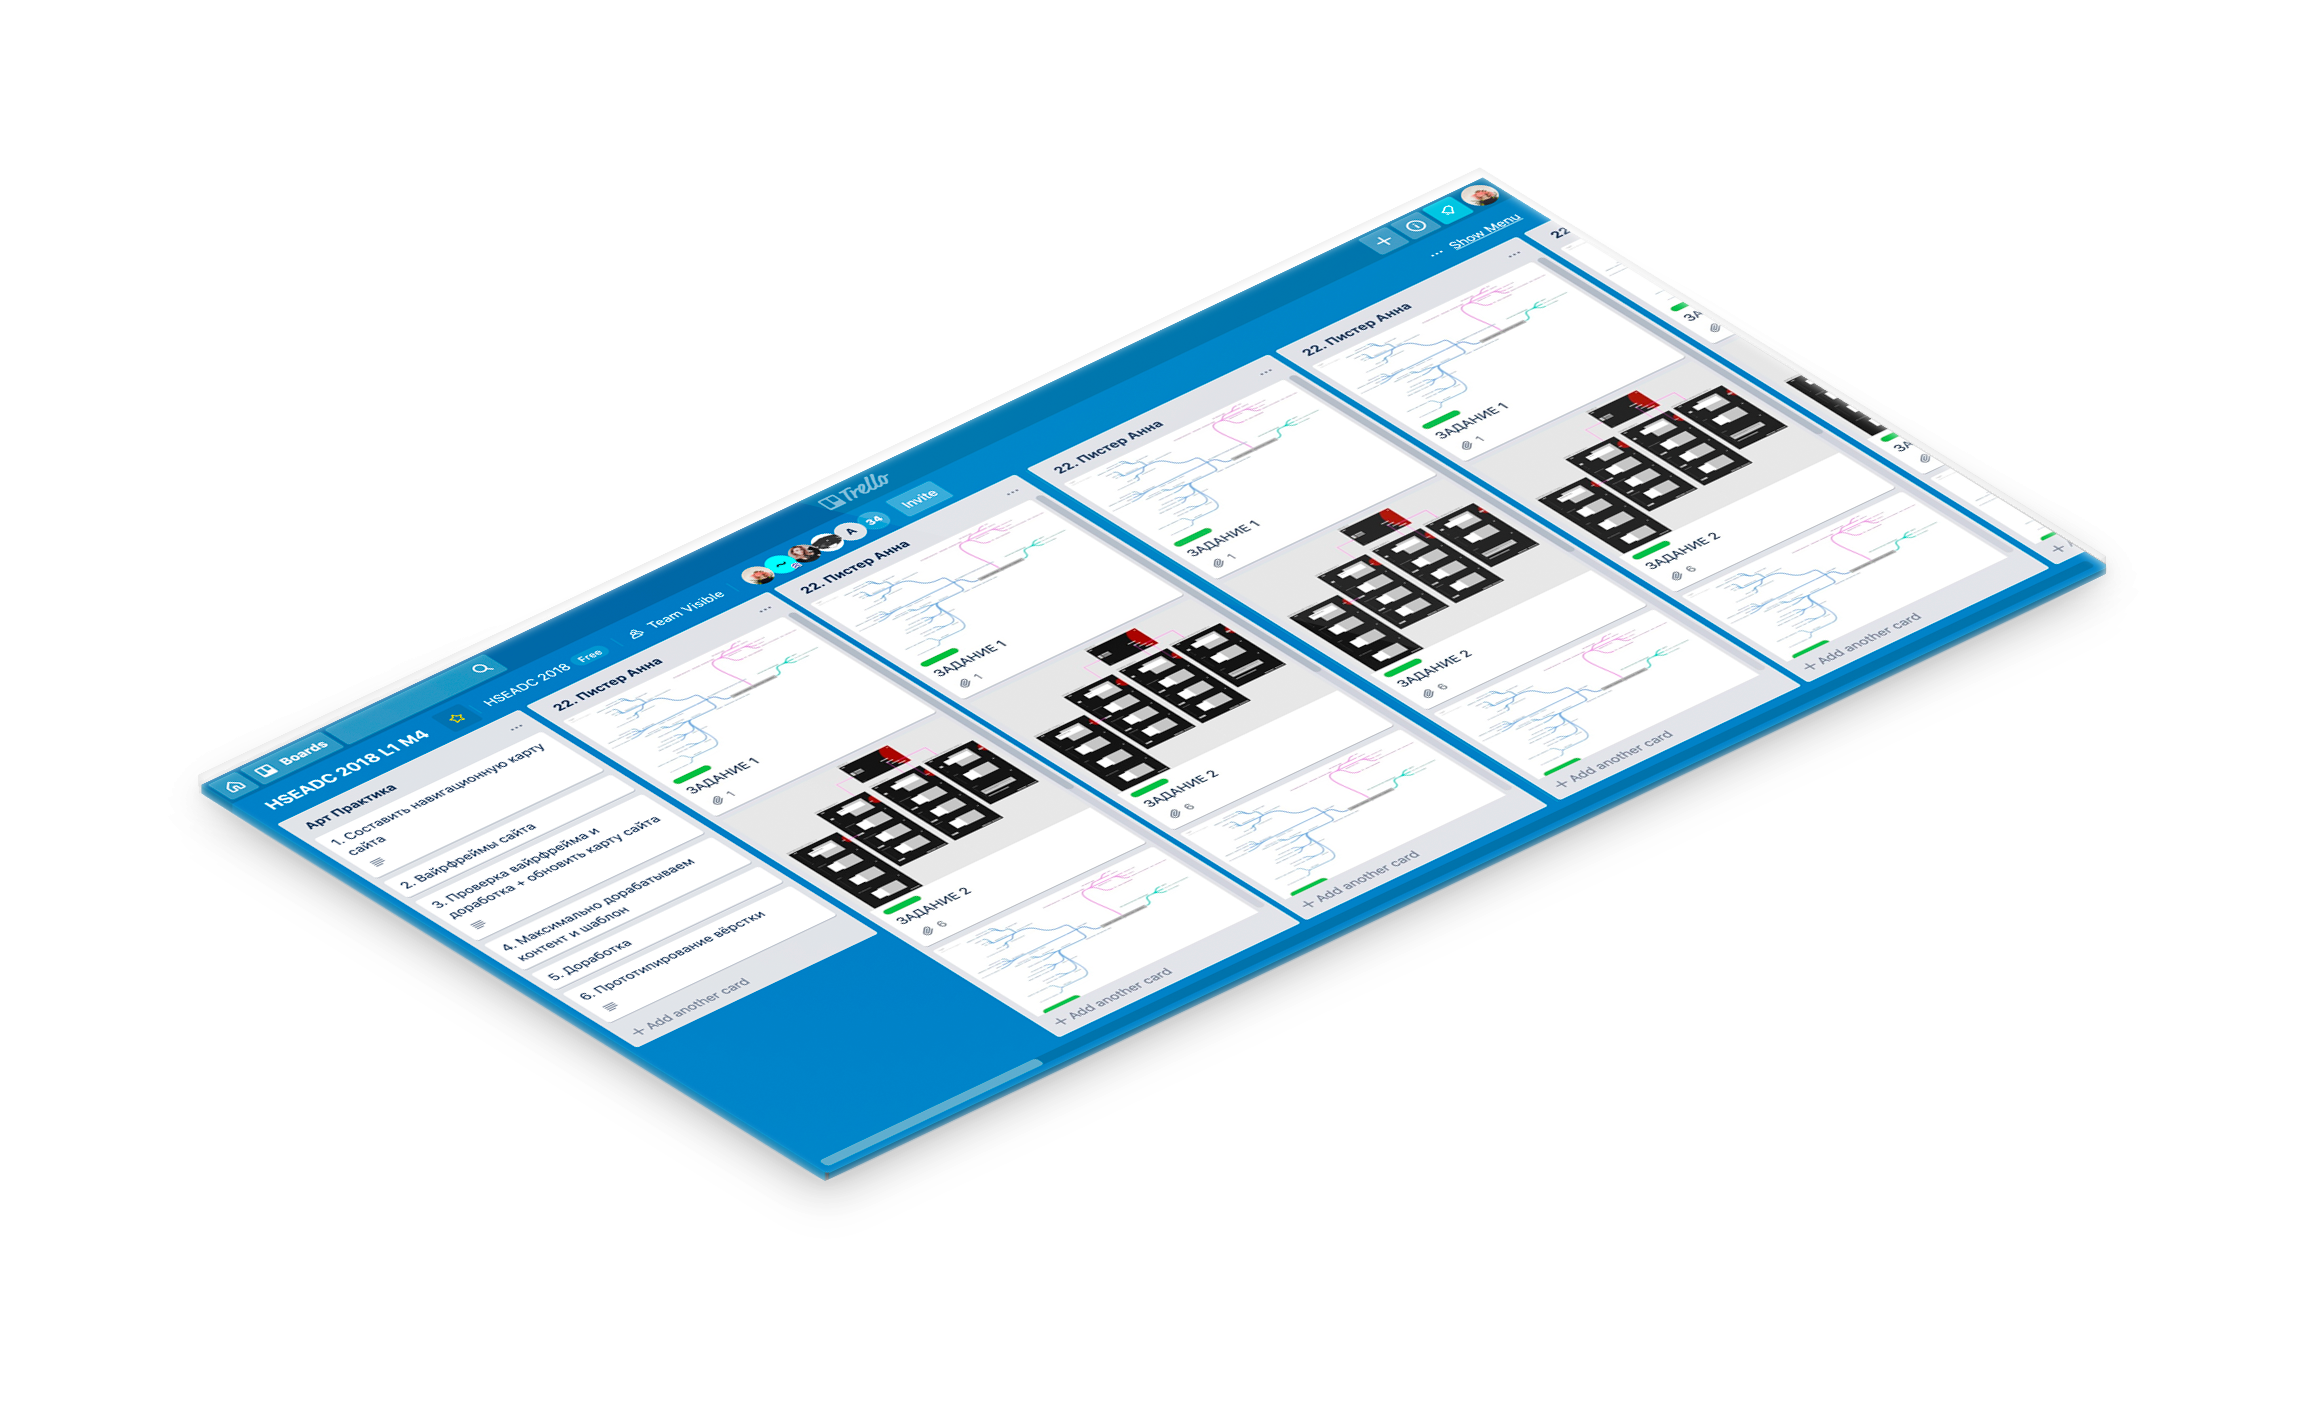 Boards
Trello
HSEADC 2018 L1 M4
HSEADC 2018
Free
Team Visible
A
34
Invite
Show Menu
Арт Практика
1. Составить навигационную карту
сайта
2. Вайрфреймы сайта
3. Проверка вайрфрейма и
доработка + обновить карту сайта
4. Максимально дорабатываем
контент и шаблон
5. Доработка
6. Прототипирование вёрстки
+ Add another card
22. Пистер Анна
ЗАДАНИЕ 1
1
ЗАДАНИЕ 2
6
+ Add another card
22. Пистер Анна
ЗАДАНИЕ 1
1
ЗАДАНИЕ 2
6
+ Add another card
22. Пистер Анна
ЗАДАНИЕ 1
1
ЗАДАНИЕ 2
6
+ Add another card
22. Пистер Анна
ЗАДАНИЕ 1
1
ЗАДАНИЕ 2
6
+ Add another card
22
ЗА
ЗА